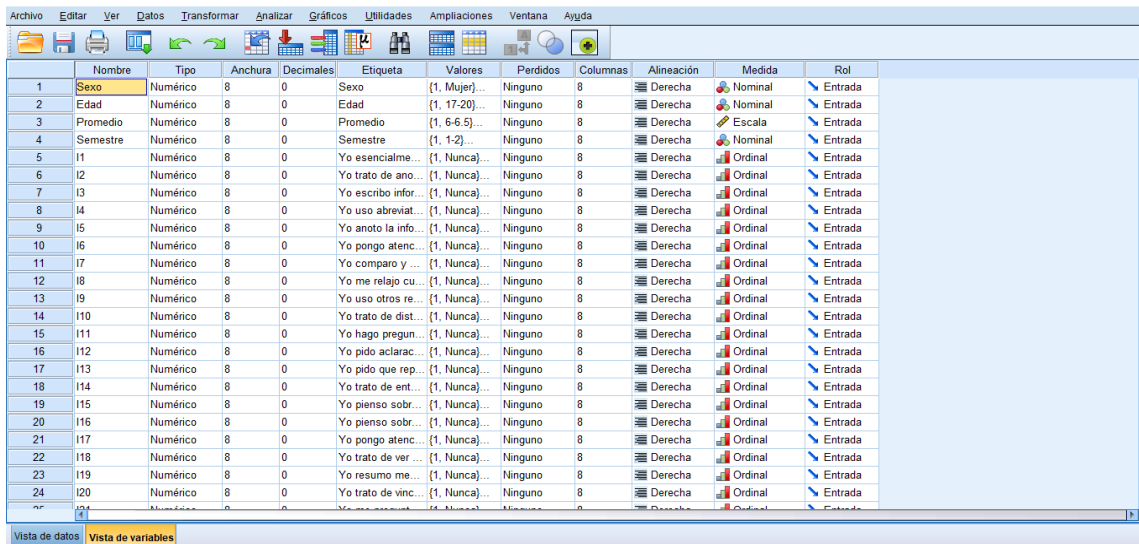 Archivo Editar Ver Datos Transformar Analizar Gráficos Utilidades Ampliaciones Ventana Ayuda
Nombre Tipo Anchura Decimales Etiqueta Valores Perdidos Columnas Alineación Medida Rol
1 Sexo Numérico 8 0 Sexo {1, Mujer}... Ninguno 8 Derecha Nominal Entrada
2 Edad Numérico 8 0 Edad {1, 17-20}... Ninguno 8 Derecha Nominal Entrada
3 Promedio Numérico 8 0 Promedio {1, 6-6.5}... Ninguno 8 Derecha Escala Entrada
4 Semestre Numérico 8 0 Semestre {1, 1-2}... Ninguno 8 Derecha Nominal Entrada
5 I1 Numérico 8 0 Yo esencialme... {1, Nunca}... Ninguno 8 Derecha Ordinal Entrada
6 I2 Numérico 8 0 Yo trato de ano... {1, Nunca}... Ninguno 8 Derecha Ordinal Entrada
7 I3 Numérico 8 0 Yo escribo infor... {1, Nunca}... Ninguno 8 Derecha Ordinal Entrada
8 I4 Numérico 8 0 Yo uso abreviat... {1, Nunca}... Ninguno 8 Derecha Ordinal Entrada
9 I5 Numérico 8 0 Yo anoto la info... {1, Nunca}... Ninguno 8 Derecha Ordinal Entrada
10 I6 Numérico 8 0 Yo pongo atenc... {1, Nunca}... Ninguno 8 Derecha Ordinal Entrada
11 I7 Numérico 8 0 Yo comparo y ... {1, Nunca}... Ninguno 8 Derecha Ordinal Entrada
12 I8 Numérico 8 0 Yo me relajo cu... {1, Nunca}... Ninguno 8 Derecha Ordinal Entrada
13 I9 Numérico 8 0 Yo uso otros re... {1, Nunca}... Ninguno 8 Derecha Ordinal Entrada
14 I10 Numérico 8 0 Yo trato de dist... {1, Nunca}... Ninguno 8 Derecha Ordinal Entrada
15 I11 Numérico 8 0 Yo hago pregun... {1, Nunca}... Ninguno 8 Derecha Ordinal Entrada
16 I12 Numérico 8 0 Yo pido aclarac... {1, Nunca}... Ninguno 8 Derecha Ordinal Entrada
17 I13 Numérico 8 0 Yo pido que rep... {1, Nunca}... Ninguno 8 Derecha Ordinal Entrada
18 I14 Numérico 8 0 Yo trato de ent... {1, Nunca}... Ninguno 8 Derecha Ordinal Entrada
19 I15 Numérico 8 0 Yo pienso sobr... {1, Nunca}... Ninguno 8 Derecha Ordinal Entrada
20 I16 Numérico 8 0 Yo pienso sobr... {1, Nunca}... Ninguno 8 Derecha Ordinal Entrada
21 I17 Numérico 8 0 Yo pongo atenc... {1, Nunca}... Ninguno 8 Derecha Ordinal Entrada
22 I18 Numérico 8 0 Yo trato de ver ... {1, Nunca}... Ninguno 8 Derecha Ordinal Entrada
23 I19 Numérico 8 0 Yo resumo me... {1, Nunca}... Ninguno 8 Derecha Ordinal Entrada
24 I20 Numérico 8 0 Yo trato de vinc... {1, Nunca}... Ninguno 8 Derecha Ordinal Entrada
Vista de datos Vista de variables